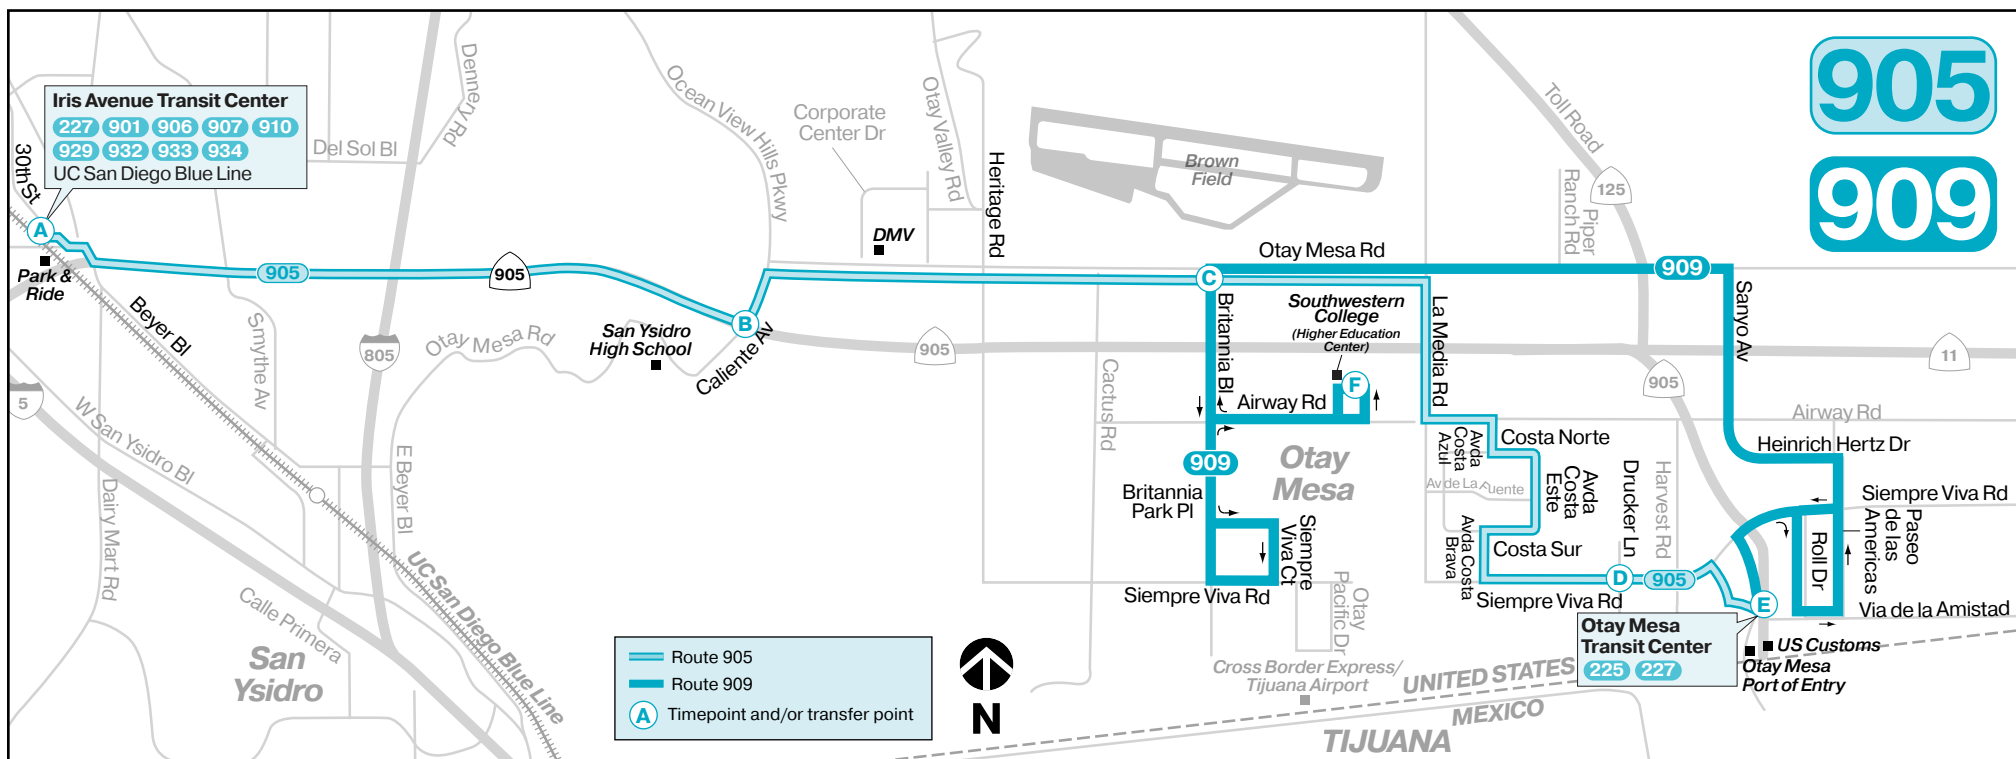 905
909
Iris Avenue Transit Center
227 901 906 907 910
929 932 933 934
UC San Diego Blue Line
30th St
A
Park &
Ride
Del Sol Bl
Dennery Rd
Ocean View Hills Pkwy
Corporate
Center Dr
Otay Valley Rd
Heritage Rd
DMV
Brown
Field
Toll Road
125
Piper
Ranch Rd
905
905
B
C
Otay Mesa Rd
909
Sanyo Av
Beyer Bl
Smythe Av
805
Otay Mesa Rd
San Ysidro
High School
Caliente Av
905
Cactus Rd
Britannia Bl
Southwestern
College
(Higher Education
Center)
F
Airway Rd
La Media Rd
905
11
Airway Rd
5
W San Ysidro Bl
Dairy Mart Rd
E Beyer Bl
909
Otay
Mesa
Avda
Costa
Azul
Costa Norte
Av de La Fuente
Avda
Costa
Este
Drucker Ln
Harvest Rd
Heinrich Hertz Dr
Siempre Viva Rd
Paseo
de las
Americas
Roll Dr
Britannia
Park Pl
Siempre
Viva Ct
Siempre Viva Rd
Avda Costa
Brava
Costa Sur
D
905
Siempre Viva Rd
E
Via de la Amistad
Otay
Pacific Dr
Otay Mesa
Transit Center
225 227
US Customs
Otay Mesa
Port of Entry
Calle Primera
San
Ysidro
UC San Diego Blue Line
Route 905
Route 909
A Timepoint and/or transfer point
N
Cross Border Express/
Tijuana Airport
UNITED STATES
MEXICO
TIJUANA